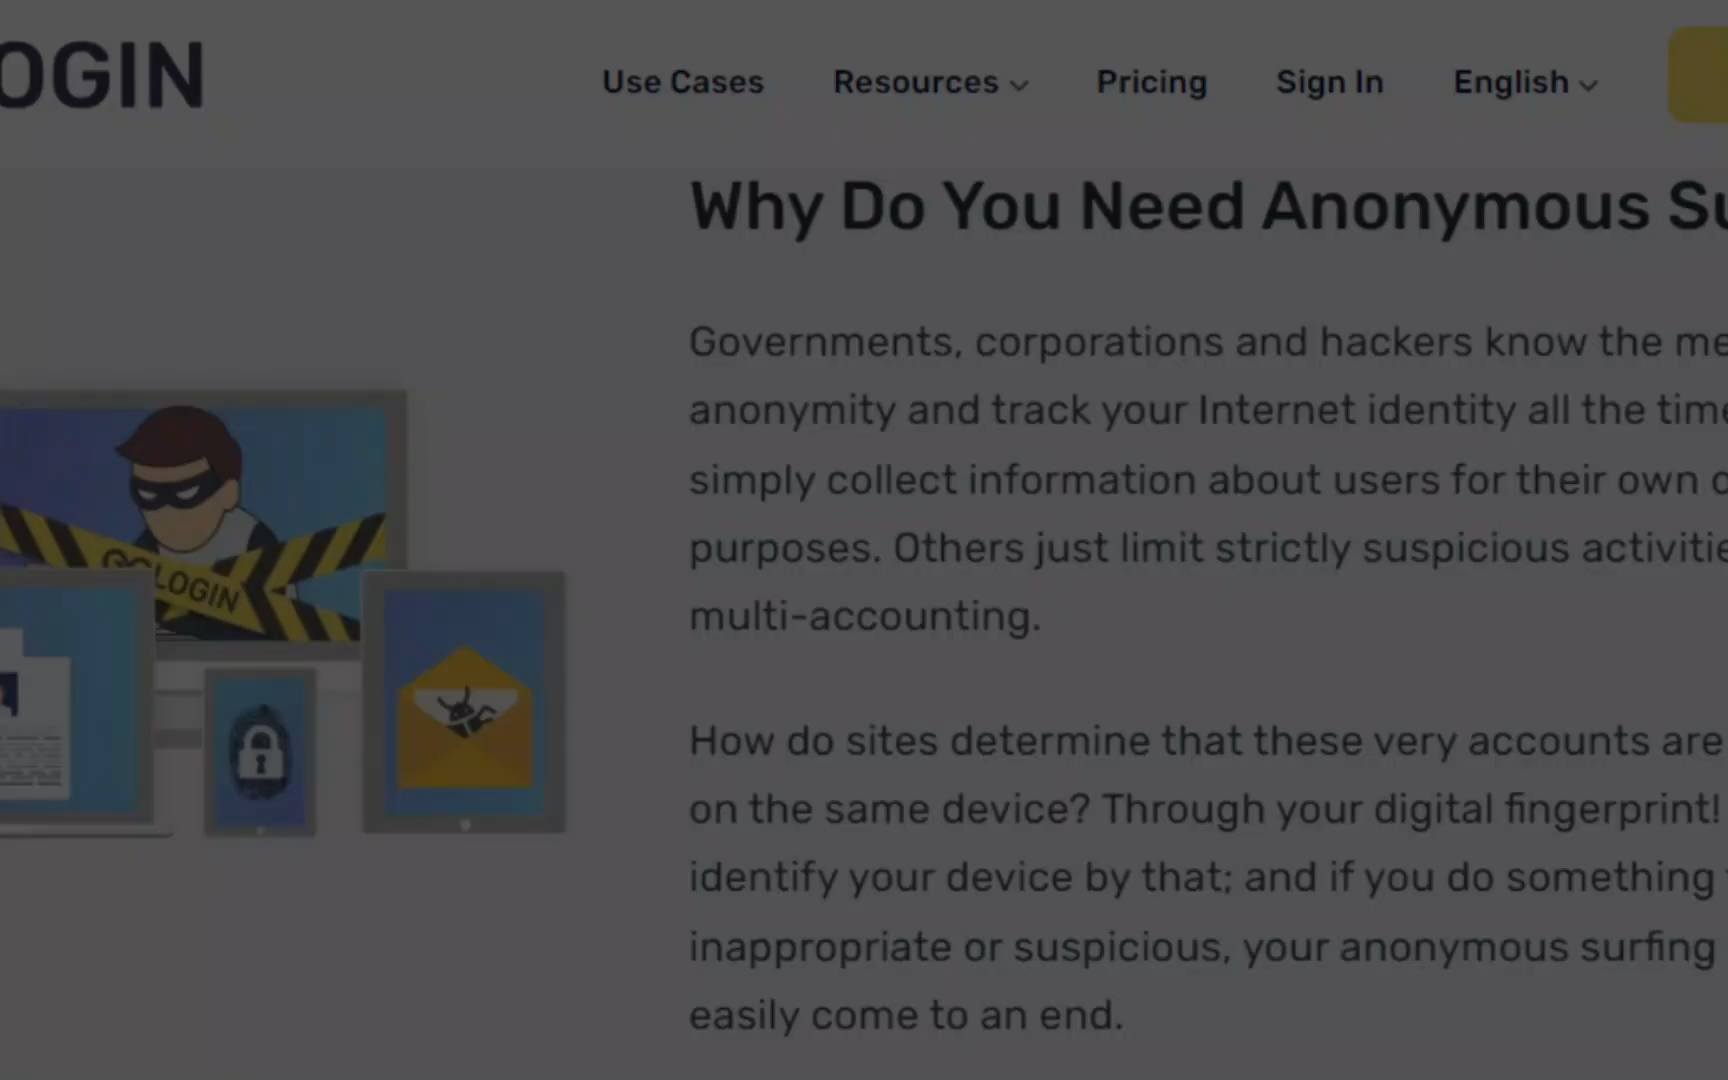 OGIN
Use Cases Resources Pricing Sign In English
Why Do You Need Anonymous
Governments, corporations and hackers know the
anonymity and track your Internet identity all the
simply collect information about users for their own
purposes. Others just limit strictly suspicious
multi-accounting.
How do sites determine that these very accounts are
on the same device? Through your digital fingerprint!
identify your device by that; and if you do something
inappropriate or suspicious, your anonymous surfing
easily come to an end.
GOLOGIN